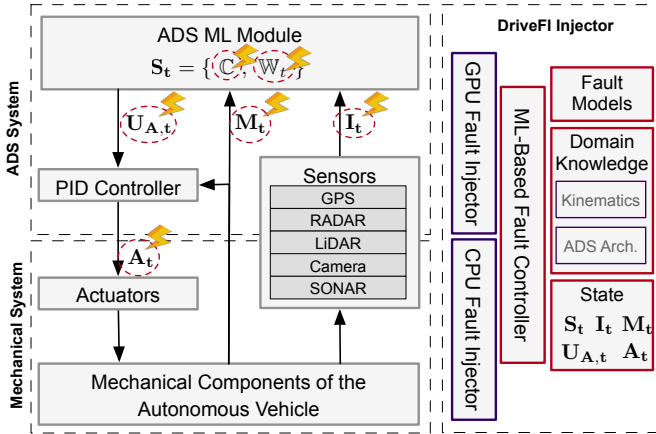 ADS System
ADS ML Module
S_t = { ℂ , 𝕎_t }
U_A,t
M_t
I_t
PID Controller
Sensors
GPS
RADAR
LiDAR
Camera
SONAR
Mechanical System
A_t
Actuators
Mechanical Components of the
Autonomous Vehicle
DriveFI Injector
GPU Fault Injector
CPU Fault Injector
ML-Based Fault Controller
Fault
Models
Domain
Knowledge
Kinematics
ADS Arch.
State
S_t I_t M_t
U_A,t A_t